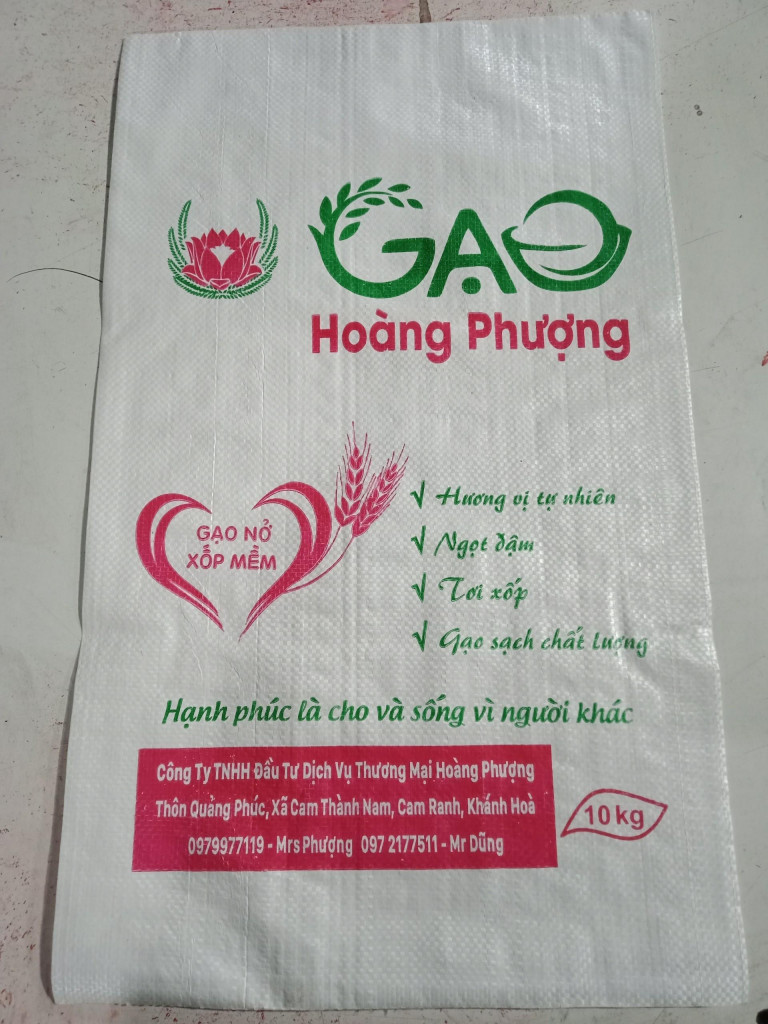 GẠO
Hoàng Phượng
GẠO NỞ
XỐP MỀM
√ Hương vị tự nhiên
√ Ngọt đậm
√ Tơi xốp
√ Gạo sạch chất lượng
Hạnh phúc là cho và sống vì người khác
Công Ty TNHH Đầu Tư Dịch Vụ Thương Mại Hoàng Phượng
Thôn Quảng Phúc, Xã Cam Thành Nam, Cam Ranh, Khánh Hoà
0979977119 - Mrs Phượng 097 2177511 - Mr Dũng
10 kg